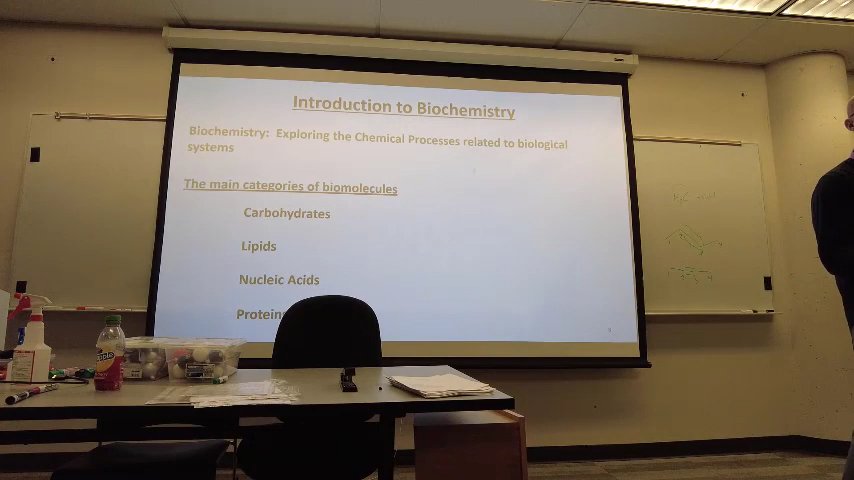 Introduction to Biochemistry
Biochemistry: Exploring the Chemical Processes related to biological
systems
The main categories of biomolecules
Carbohydrates
Lipids
Nucleic Acids
Proteins